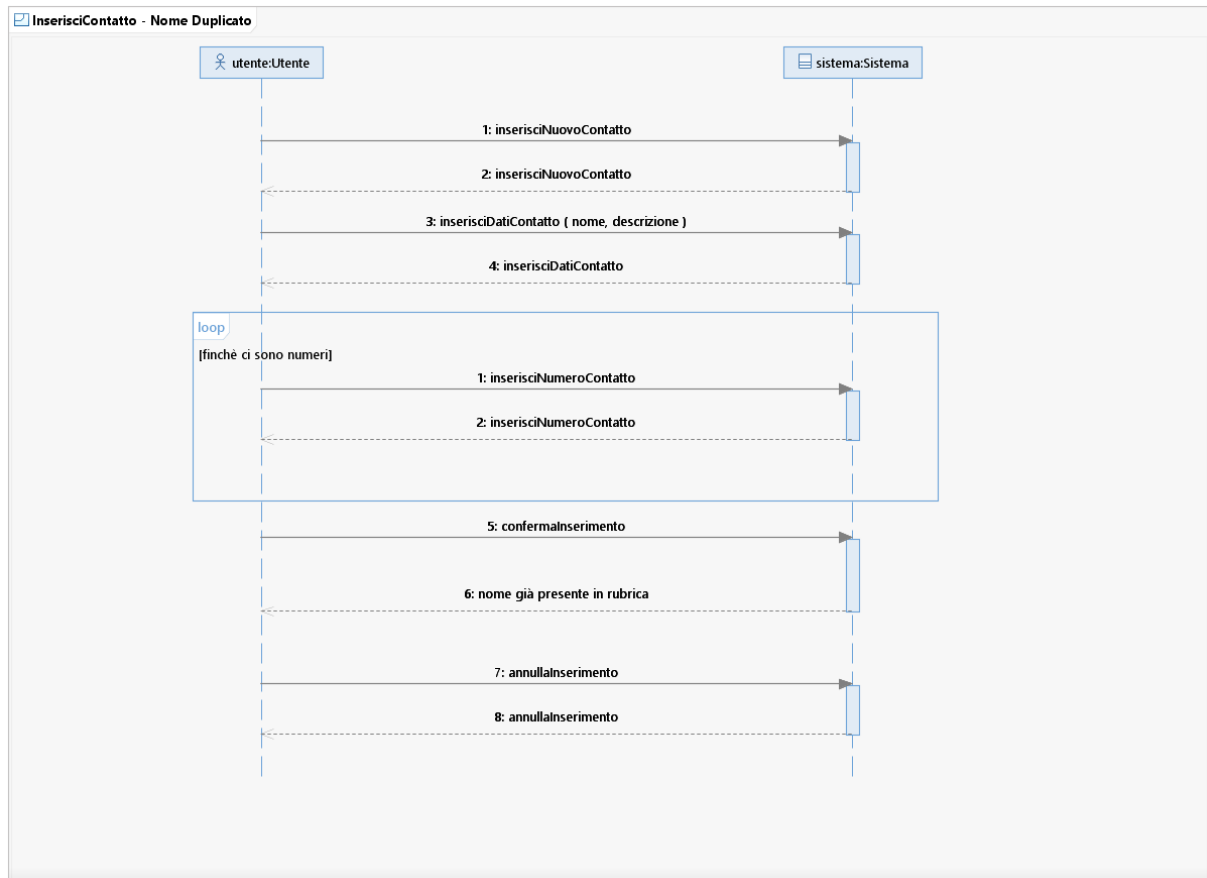 InserisciContatto - Nome Duplicato
utente:Utente
sistema:Sistema
1: inserisciNuovoContatto
2: inserisciNuovoContatto
3: inserisciDatiContatto ( nome, descrizione )
4: inserisciDatiContatto
loop
[finchè ci sono numeri]
1: inserisciNumeroContatto
2: inserisciNumeroContatto
5: confermaInserimento
6: nome già presente in rubrica
7: annullaInserimento
8: annullaInserimento